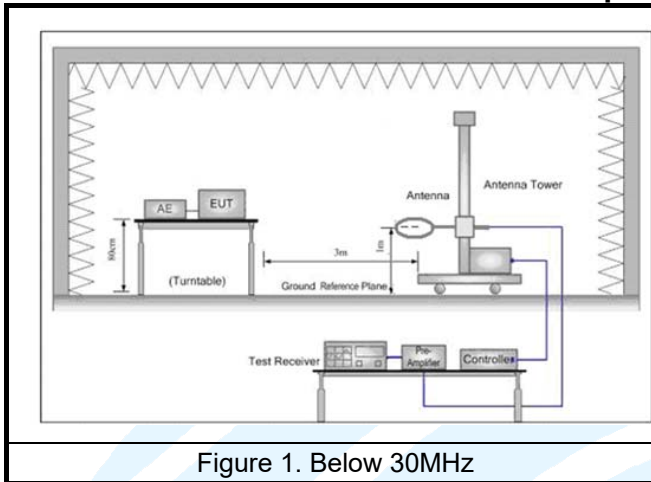 AE
EUT
80cm
(Turntable)
Antenna
Antenna Tower
3m
1m
Ground Reference Plane
Test Receiver
Pre-
Amplifier
Controller
Figure 1. Below 30MHz